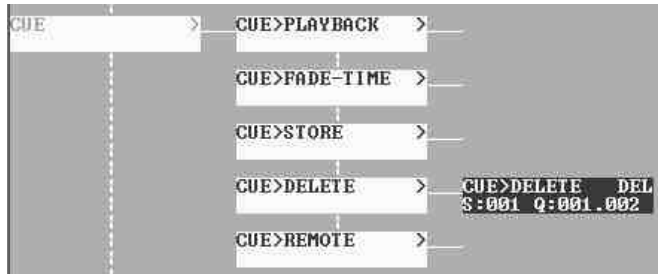 CUE >
CUE>PLAYBACK >
CUE>FADE-TIME >
CUE>STORE >
CUE>DELETE >
CUE>DELETE DEL
S:001 Q:001.002
CUE>REMOTE >